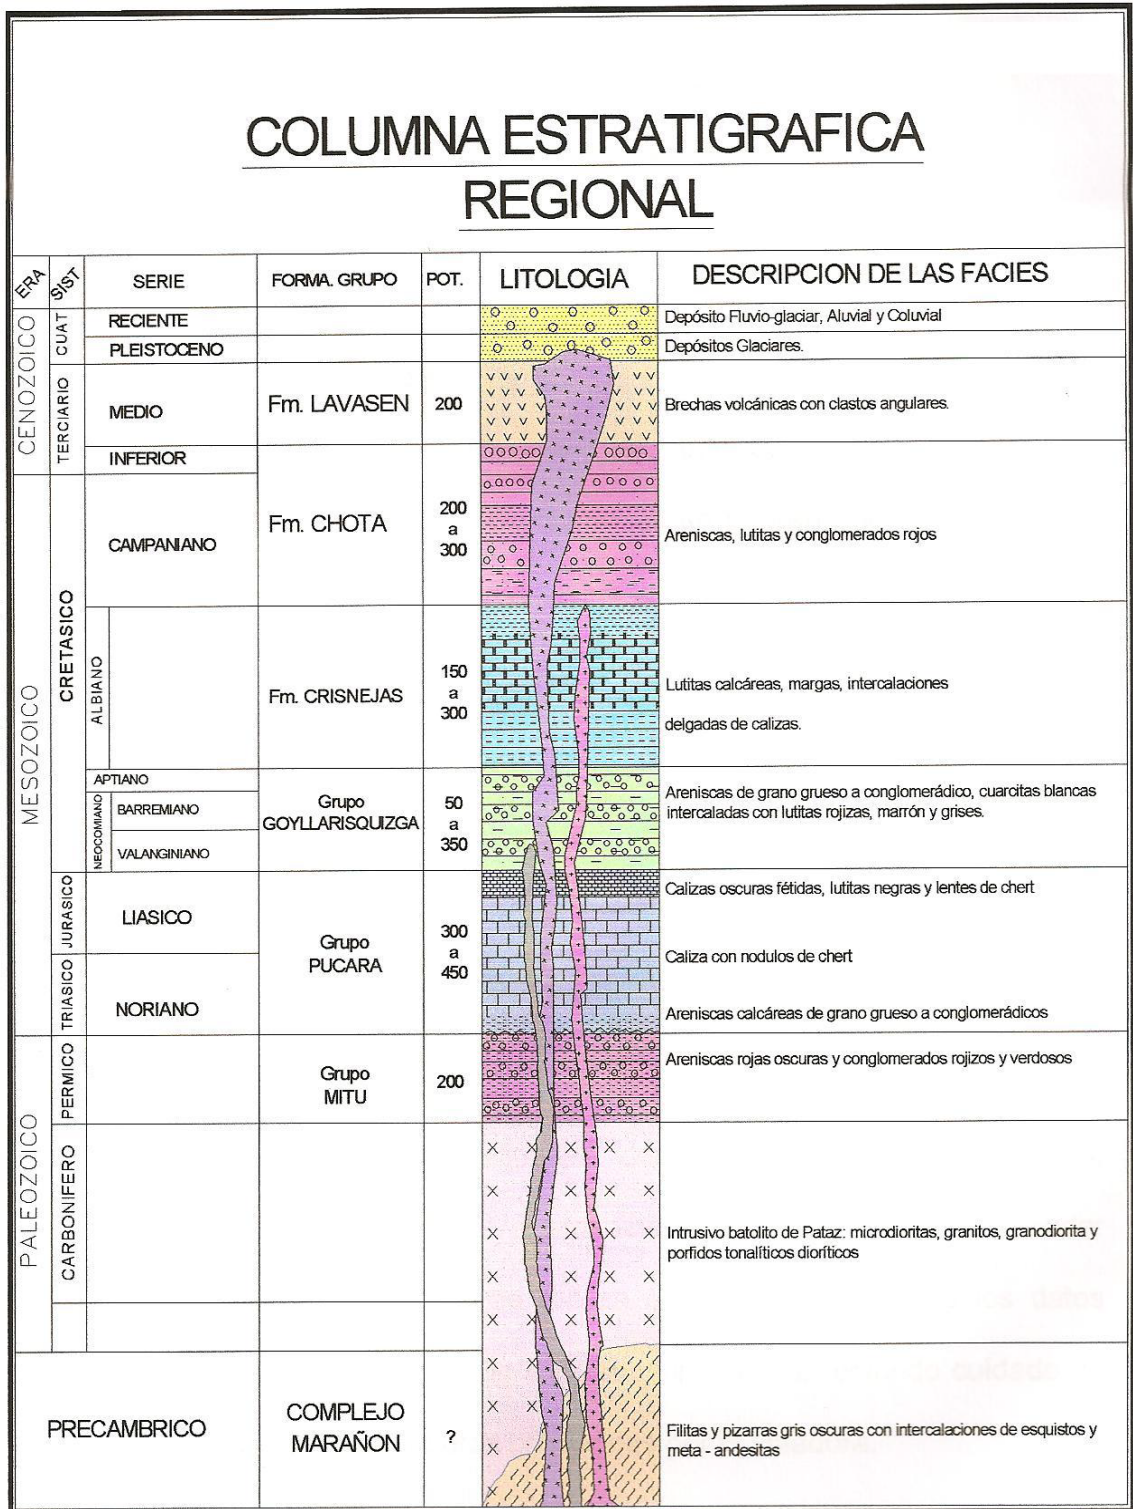 COLUMNA ESTRATIGRAFICA
REGIONAL
ERA
SIST
SERIE
FORMA. GRUPO
POT.
LITOLOGIA
DESCRIPCION DE LAS FACIES
CENOZOICO
CUAT
RECIENTE
Depósito Fluvio-glaciar, Aluvial y Coluvial
PLEISTOCENO
Depósitos Glaciares.
TERCIARIO
MEDIO
Fm. LAVASEN
200
Brechas volcánicas con clastos angulares.
INFERIOR
MESOZOICO
CRETASICO
CAMPANIANO
Fm. CHOTA
200
a
300
Areniscas, lutitas y conglomerados rojos
ALBIANO
Fm. CRISNEJAS
150
a
300
Lutitas calcáreas, margas, intercalaciones
delgadas de calizas.
APTIANO
NEOCOMIANO
BARREMIANO
VALANGINIANO
Grupo
GOYLLARISQUIZGA
50
a
350
Areniscas de grano grueso a conglomerádico, cuarcitas blancas
intercaladas con lutitas rojizas, marrón y grises.
JURASICO
LIASICO
Grupo
PUCARA
300
a
450
Calizas oscuras fétidas, lutitas negras y lentes de chert
Caliza con nodulos de chert
TRIASICO
NORIANO
Areniscas calcáreas de grano grueso a conglomerádicos
PALEOZOICO
PERMICO
Grupo
MITU
200
Areniscas rojas oscuras y conglomerados rojizos y verdosos
CARBONIFERO
Intrusivo batolito de Pataz: microdioritas, granitos, granodiorita y
porfidos tonalíticos dioríticos
PRECAMBRICO
COMPLEJO
MARAÑON
?
Filitas y pizarras gris oscuras con intercalaciones de esquistos y
meta - andesitas